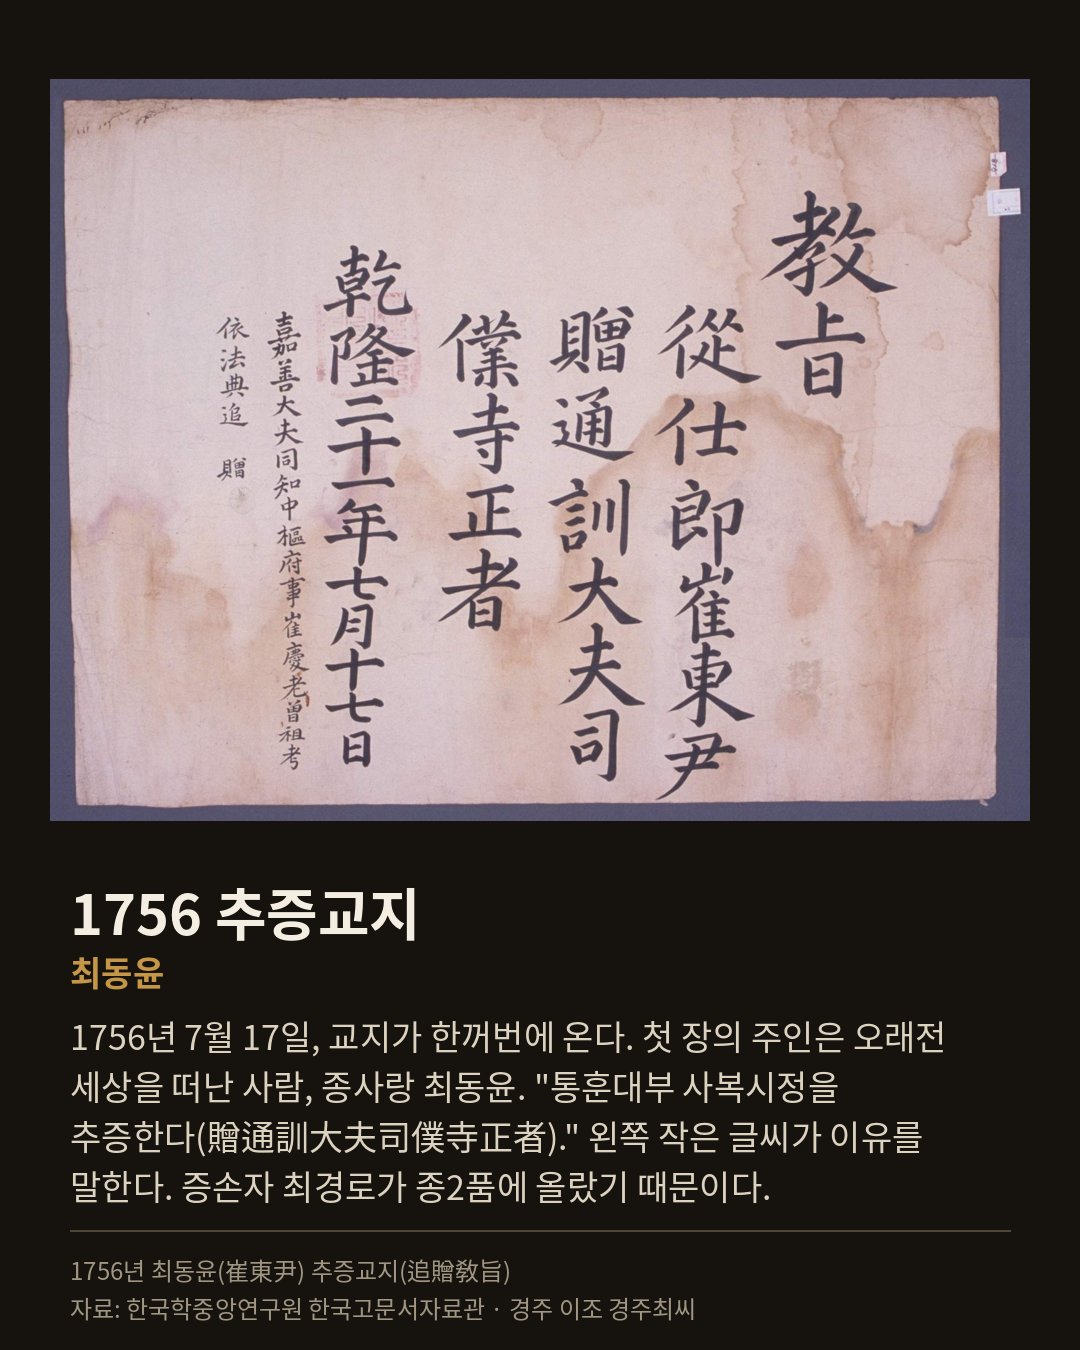 敎旨
從仕郎崔東尹
贈通訓大夫司
僕寺正者
乾隆二十一年七月十七日
嘉善大夫同知中樞府事崔慶老曾祖考
依法典追 贈
1756 추증교지
최동윤
1756년 7월 17일, 교지가 한꺼번에 온다. 첫 장의 주인은 오래전
세상을 떠난 사람, 종사랑 최동윤. "통훈대부 사복시정을
추증한다(贈通訓大夫司僕寺正者)." 왼쪽 작은 글씨가 이유를
말한다. 증손자 최경로가 종2품에 올랐기 때문이다.
1756년 최동윤(崔東尹) 추증교지(追贈敎旨)
자료: 한국학중앙연구원 한국고문서자료관 · 경주 이조 경주최씨